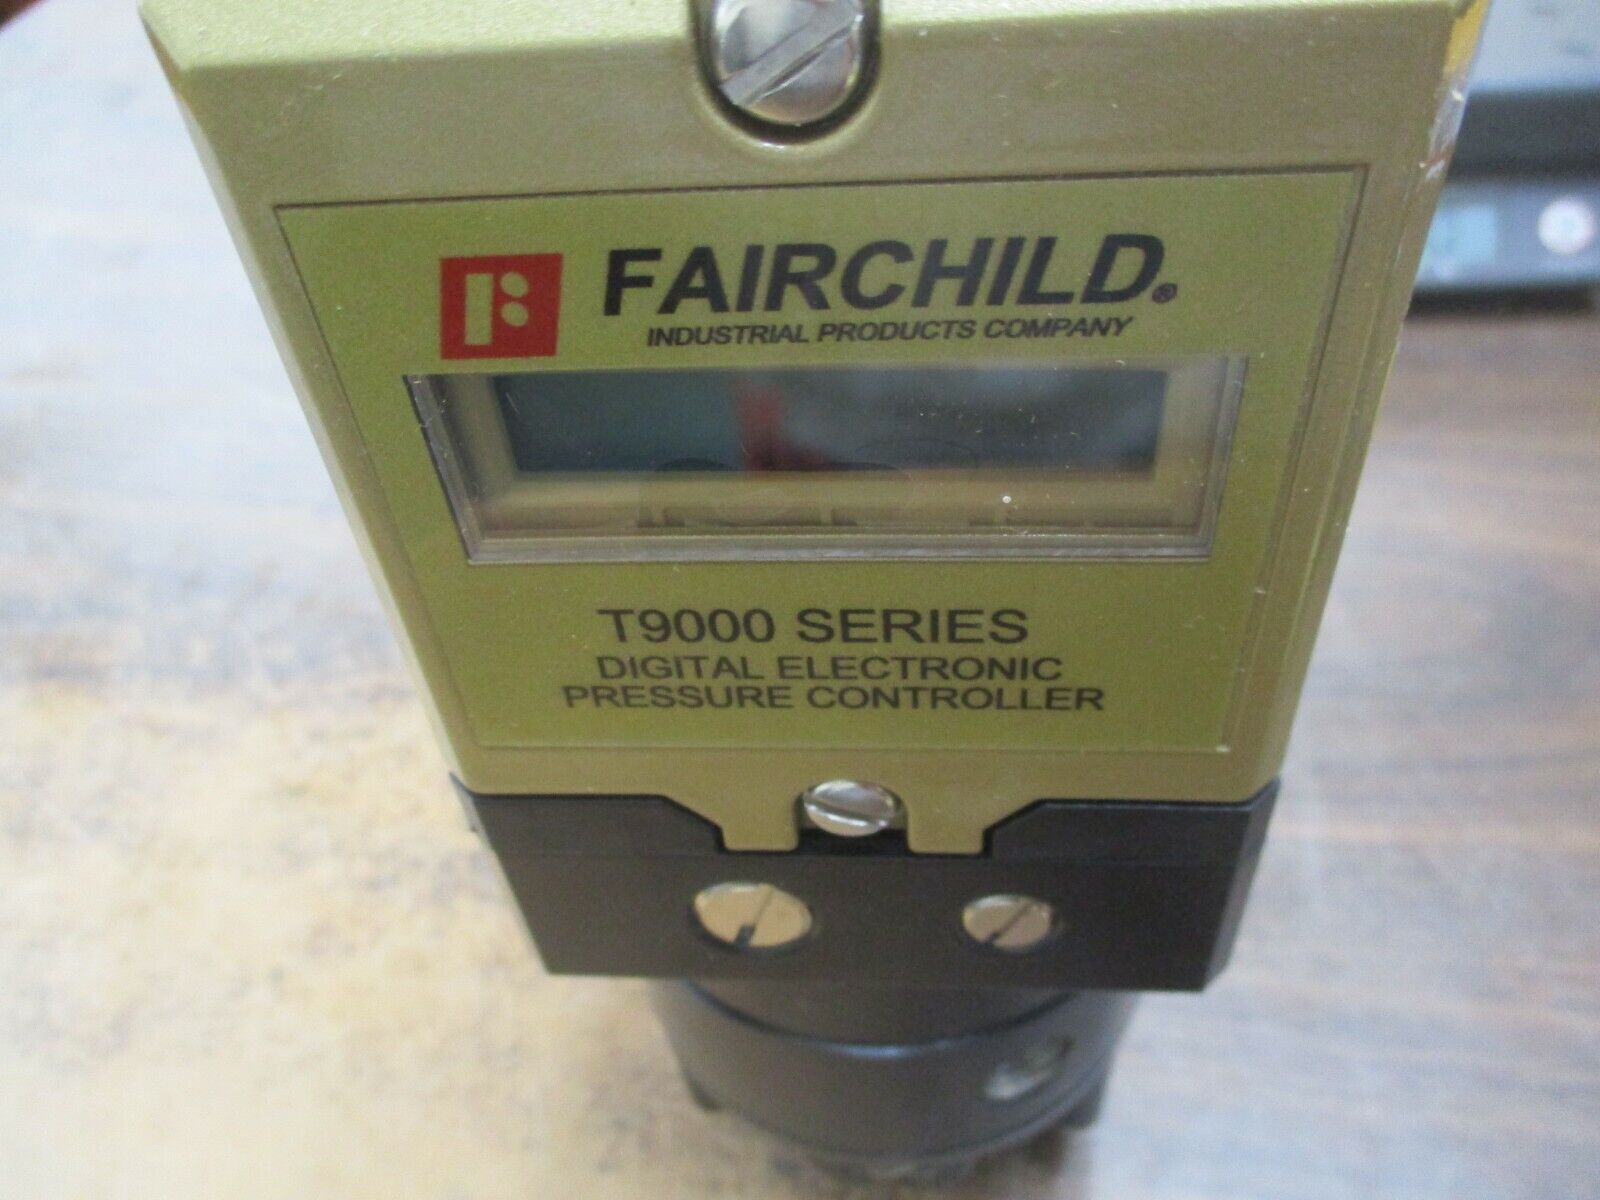 FAIRCHILD®
INDUSTRIAL PRODUCTS COMPANY
T9000 SERIES
DIGITAL ELECTRONIC
PRESSURE CONTROLLER